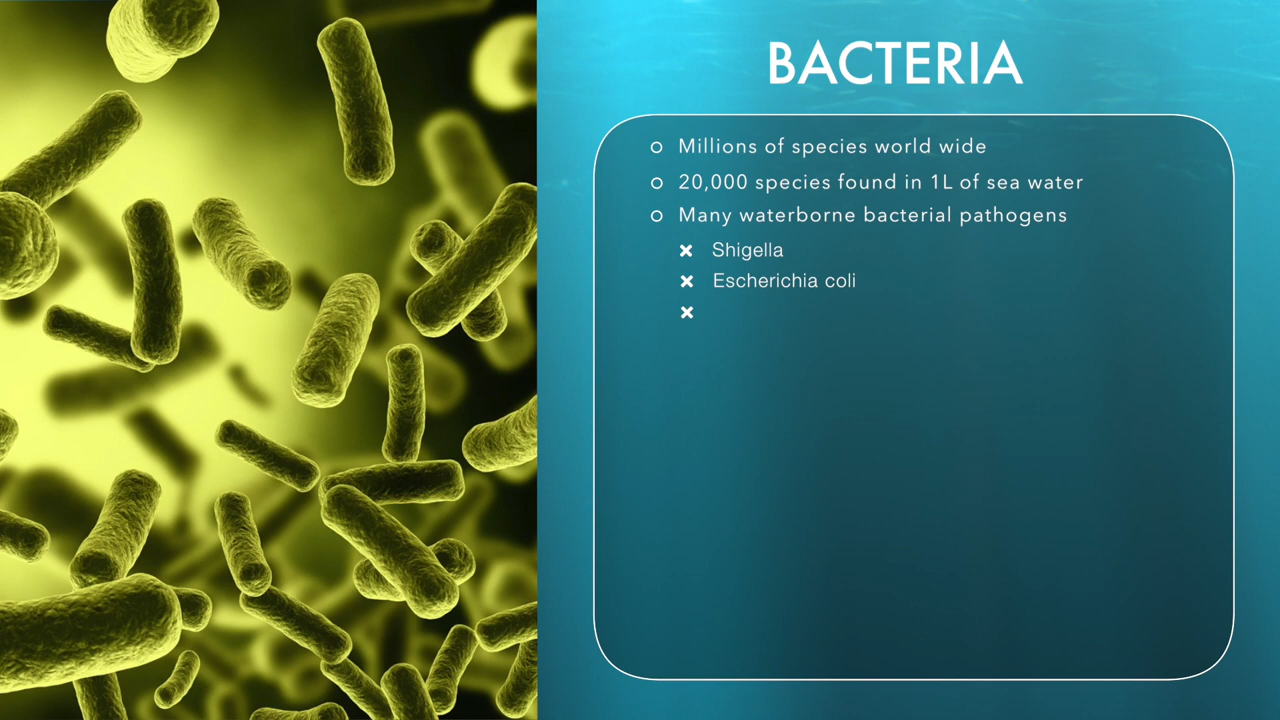 BACTERIA
Millions of species world wide
20,000 species found in 1L of sea water
Many waterborne bacterial pathogens
Shigella
Escherichia coli